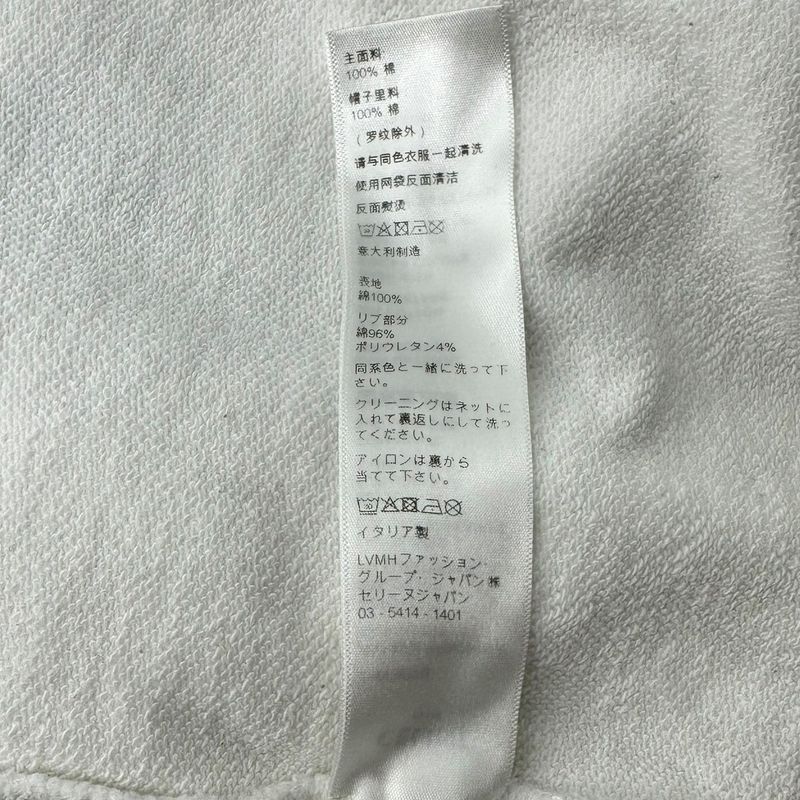 主面料
100% 棉
帽子里料
100% 棉
（罗纹除外）
请与同色衣服一起清洗
使用网袋反面清洁
反面熨烫
意大利制造
表地
綿100%
リブ部分
綿96%
ポリウレタン4%
同系色と一緒に洗って下
さい。
クリーニングはネットに
入れて裏返しにして洗っ
てください。
アイロンは裏から
当てて下さい。
イタリア製
LVMHファッション·
グループ·ジャパン㈱
セリーヌジャパン
03 - 5414 - 1401